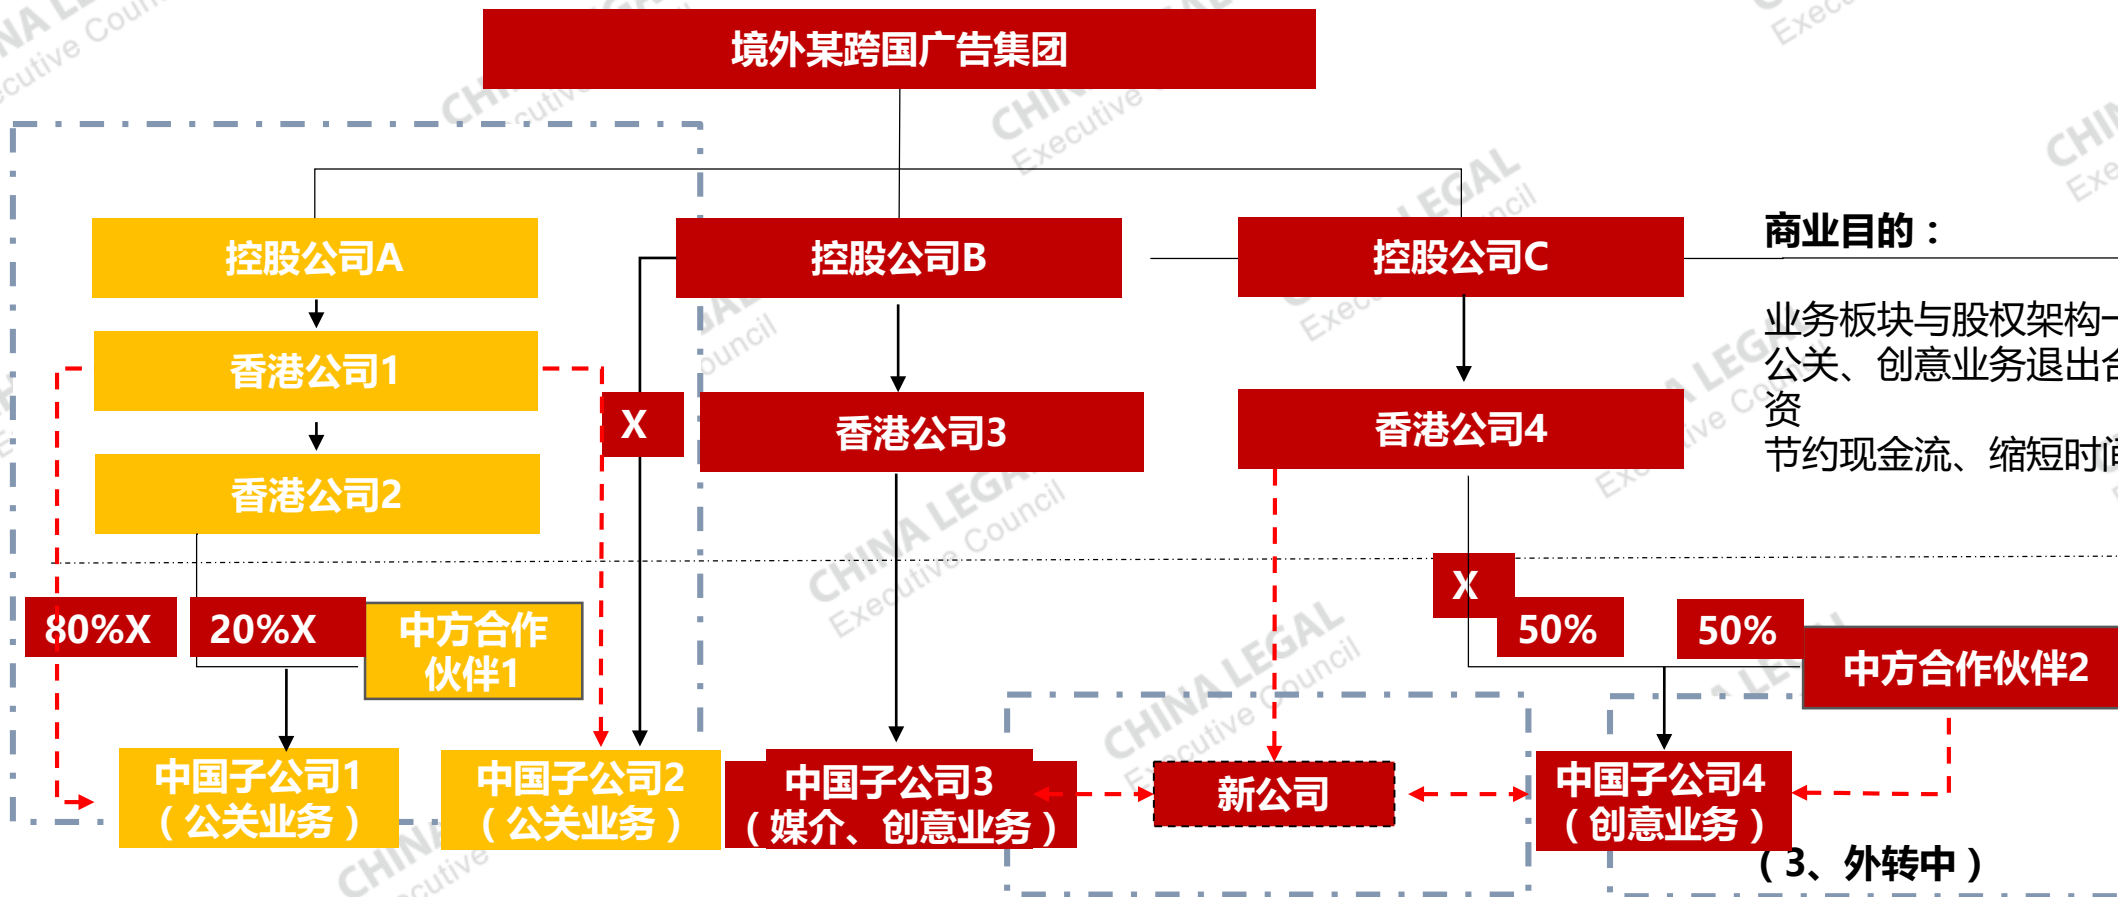 境外某跨国广告集团
控股公司A
控股公司B
控股公司C
商业目的：
业务板块与股权架构一
公关、创意业务退出合
资
节约现金流、缩短时间
香港公司1
香港公司2
X
香港公司3
香港公司4
80%X
20%X
中方合作
伙伴1
X
50%
50%
中方合作伙伴2
中国子公司1
（公关业务）
中国子公司2
（公关业务）
中国子公司3
（媒介、创意业务）
新公司
中国子公司4
（创意业务）
（3、外转中）
CHINA LEGAL
Executive Council